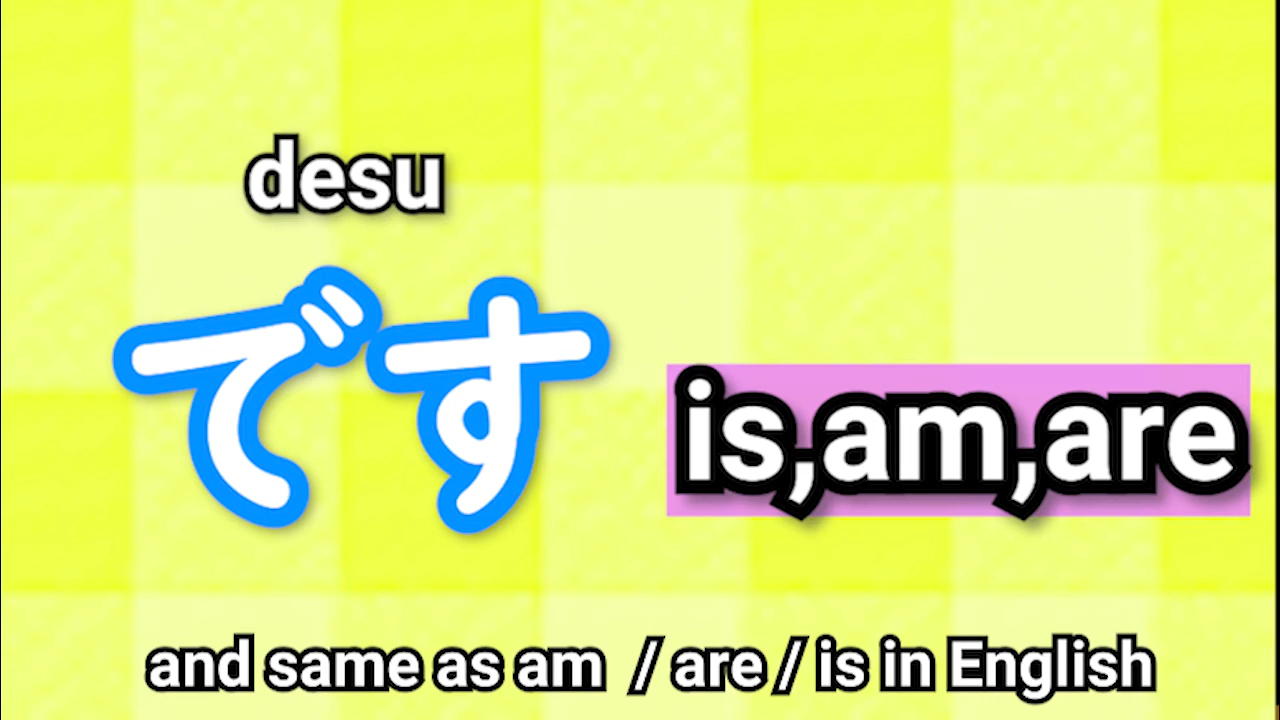 desu
です
is,am,are
and same as am / are / is in English